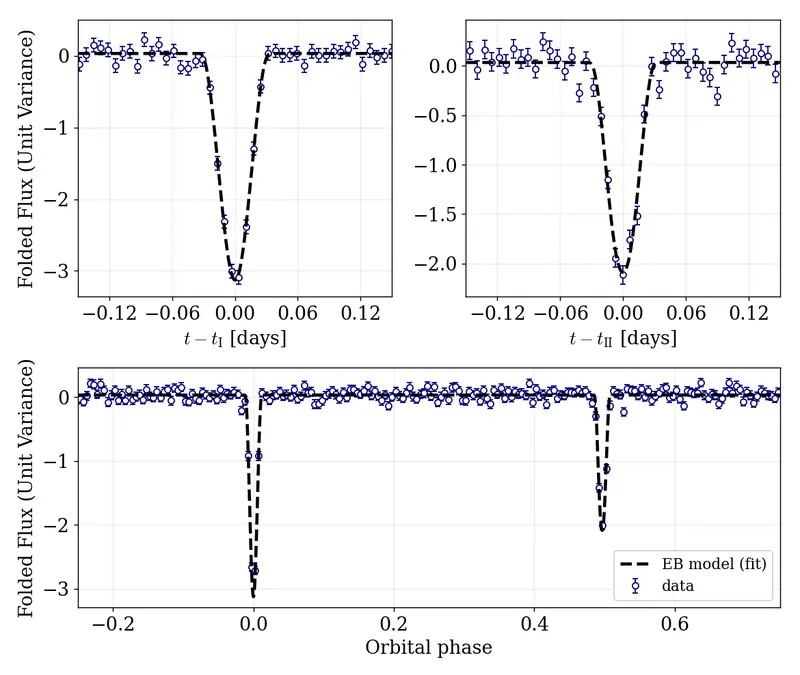 Folded Flux (Unit Variance)
0
−1
−2
−3
−0.12 −0.06 0.00 0.06 0.12
t − tI [days]
0.0
−0.5
−1.0
−1.5
−2.0
−0.12 −0.06 0.00 0.06 0.12
t − tII [days]
Folded Flux (Unit Variance)
0
−1
−2
−3
−0.2 0.0 0.2 0.4 0.6
Orbital phase
EB model (fit)
data